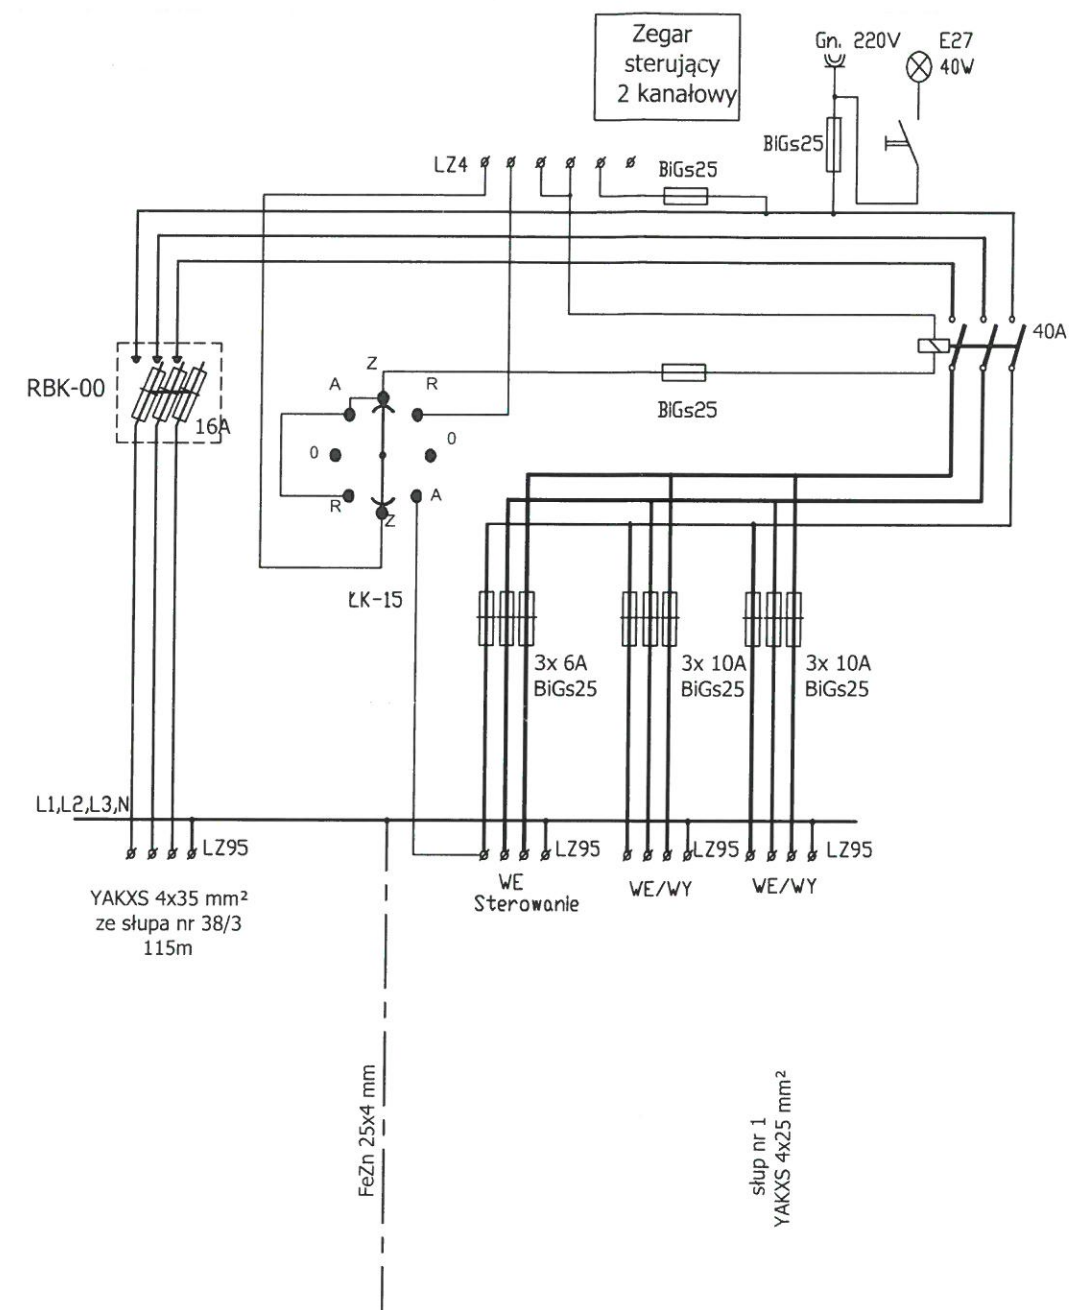 Zegar
sterujący
2 kanałowy
Gn. 220V
E27
40W
BiGs25
LZ4
BiGs25
40A
RBK-00
16A
A
Z
R
BiGs25
0
0
R
Z
A
ŁK-15
3x 6A
BiGs25
3x 10A
BiGs25
3x 10A
BiGs25
L1,L2,L3,N
LZ95
LZ95
LZ95
LZ95
YAKXS 4x35 mm²
ze słupa nr 38/3
115m
WE
Sterowanie
WE/WY
WE/WY
FeZn 25x4 mm
słup nr 1
YAKXS 4x25 mm²